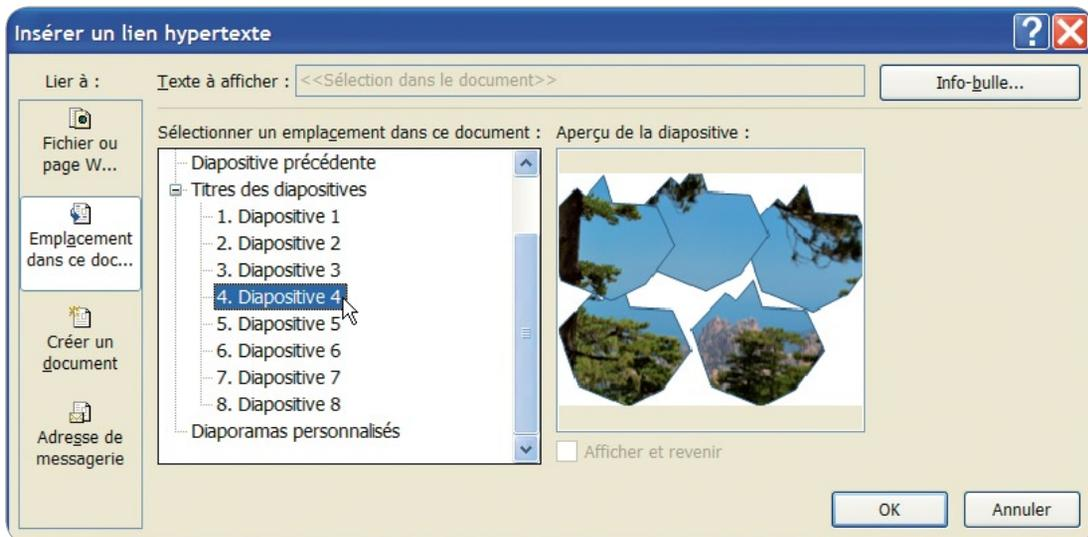 Insérer un lien hypertexte
Lier à :
Texte à afficher : <<Sélection dans le document>>
Info-bulle...
Fichier ou
page W...
Emplacement
dans ce doc...
Créer un
document
Adresse de
messagerie
Sélectionner un emplacement dans ce document :
Diapositive précédente
Titres des diapositives
1. Diapositive 1
2. Diapositive 2
3. Diapositive 3
4. Diapositive 4
5. Diapositive 5
6. Diapositive 6
7. Diapositive 7
8. Diapositive 8
Diaporamas personnalisés
Aperçu de la diapositive :
Afficher et revenir
OK
Annuler